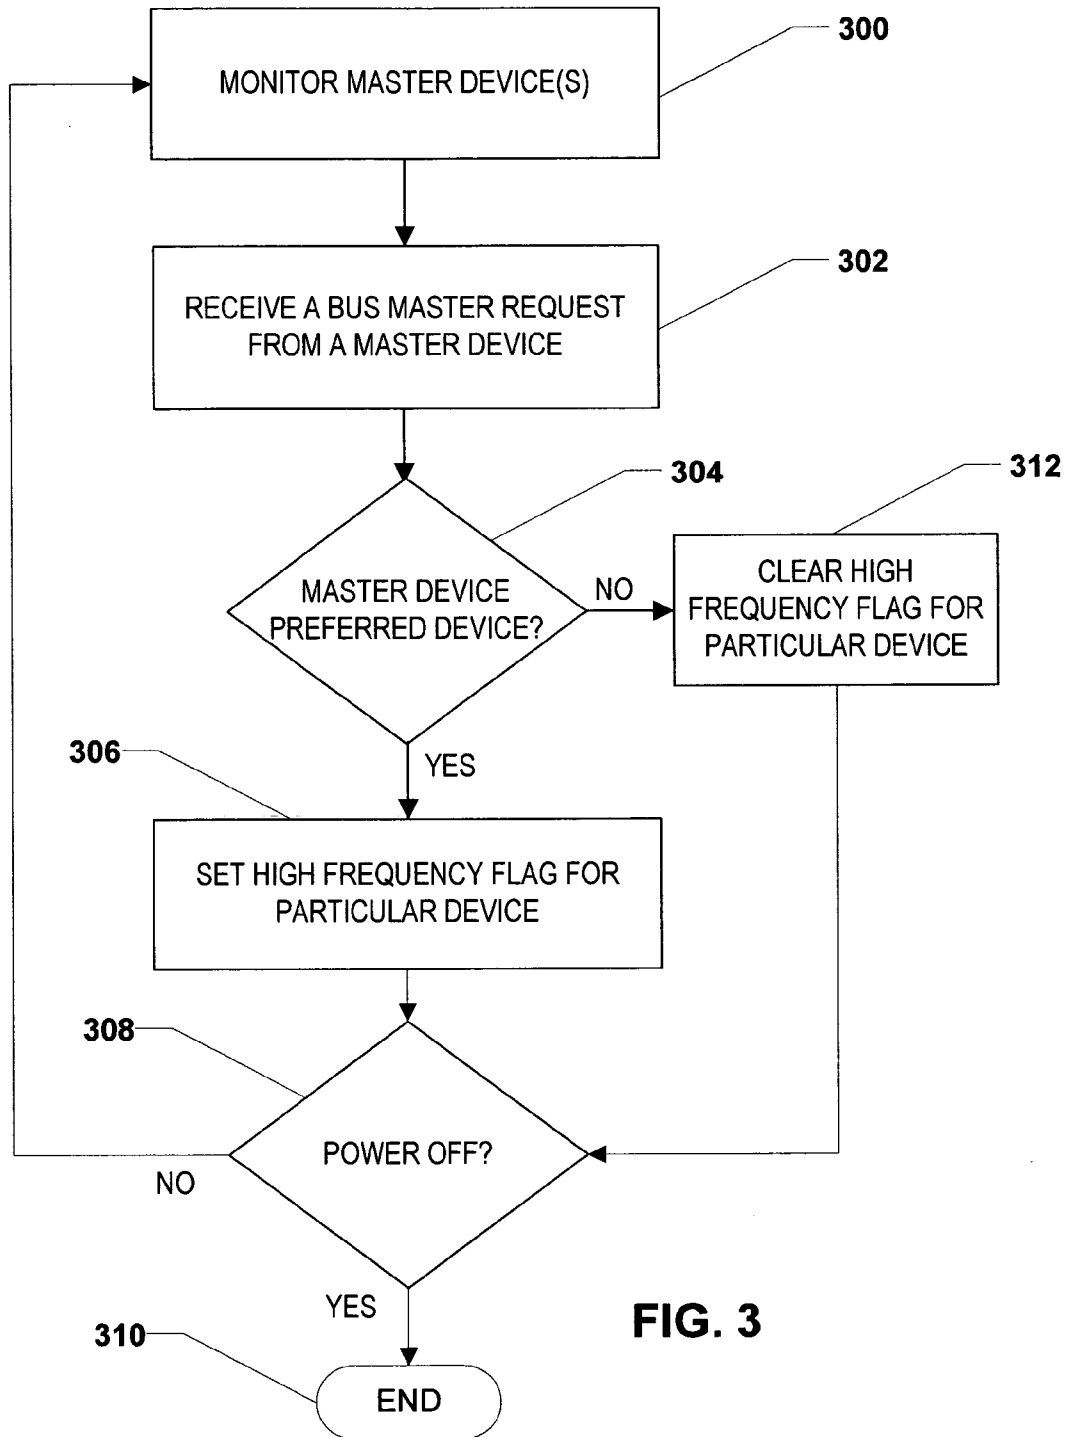 300
MONITOR MASTER DEVICE(S)
302
RECEIVE A BUS MASTER REQUEST
FROM A MASTER DEVICE
304
312
MASTER DEVICE
PREFERRED DEVICE?
NO
CLEAR HIGH
FREQUENCY FLAG FOR
PARTICULAR DEVICE
306
YES
SET HIGH FREQUENCY FLAG FOR
PARTICULAR DEVICE
308
POWER OFF?
NO
YES
FIG. 3
310
END